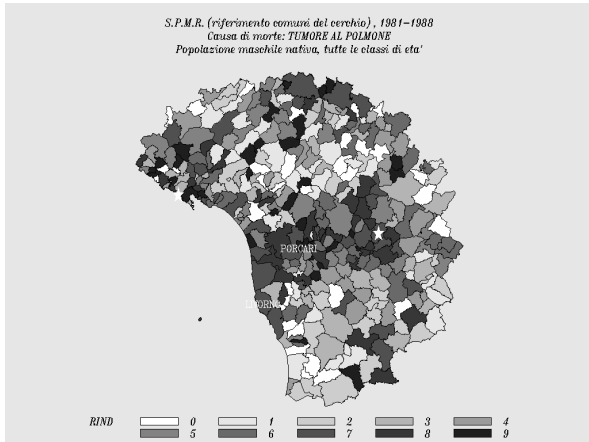 S.P.M.R. (riferimento comuni del cerchio) , 1981-1988
Causa di morte: TUMORE AL POLMONE
Popolazione maschile nativa, tutte le classi di eta'
PORCARI
LIVORNO
RIND 0 1 2 3 4
5 6 7 8 9